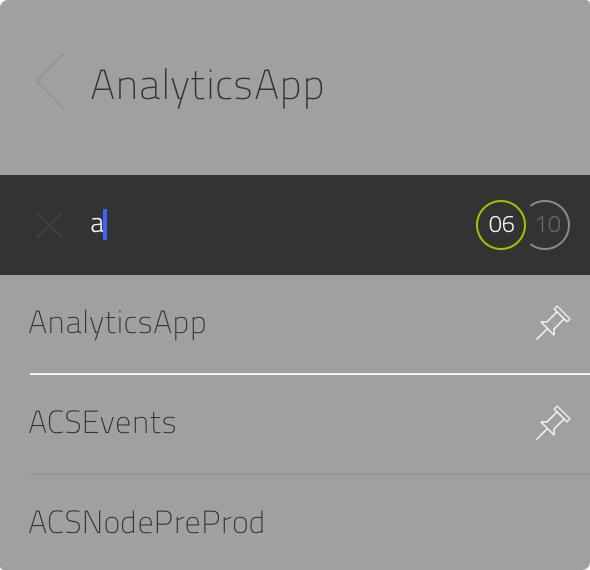 AnalyticsApp
a 06 10
AnalyticsApp
ACSEvents
ACSNodePreProd